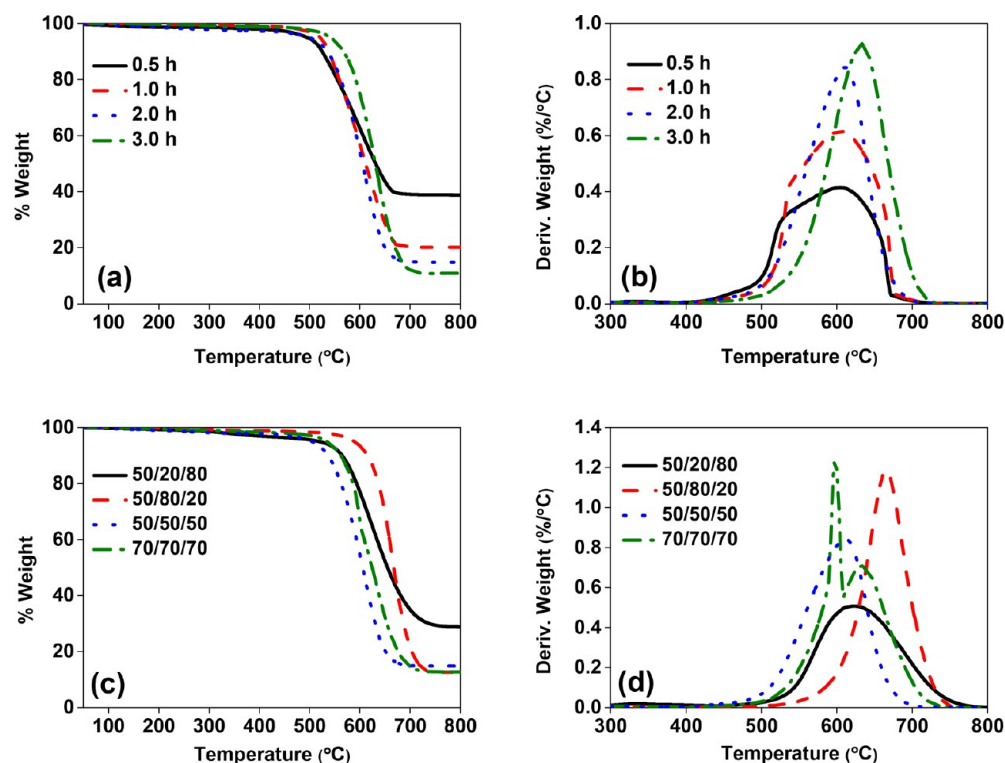 100
80
60
40
20
0
% Weight
0.5 h
1.0 h
2.0 h
3.0 h
(a)
100 200 300 400 500 600 700 800
Temperature (°C)
1.0
0.8
0.6
0.4
0.2
0.0
Deriv. Weight (%/°C)
0.5 h
1.0 h
2.0 h
3.0 h
(b)
300 400 500 600 700 800
Temperature (°C)
100
80
60
40
20
0
% Weight
50/20/80
50/80/20
50/50/50
70/70/70
(c)
100 200 300 400 500 600 700 800
Temperature (°C)
1.4
1.2
1.0
0.8
0.6
0.4
0.2
0.0
Deriv. Weight (%/°C)
50/20/80
50/80/20
50/50/50
70/70/70
(d)
300 400 500 600 700 800
Temperature (°C)